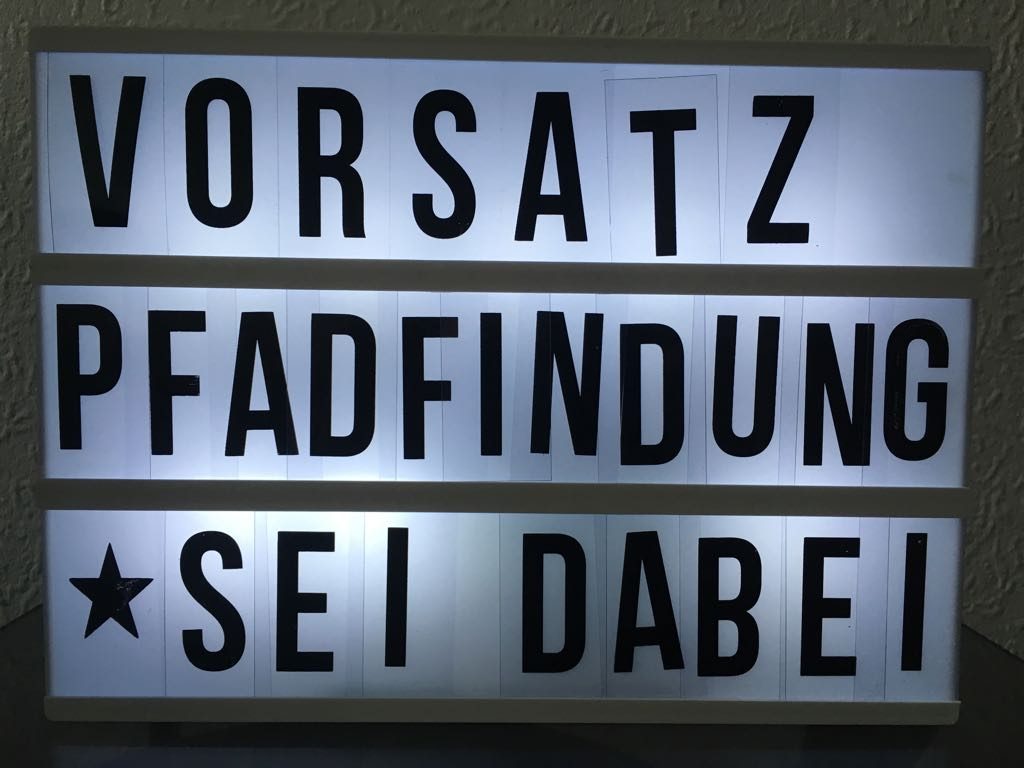 VORSATZ
PFADFINDUNG
★SEI DABEI